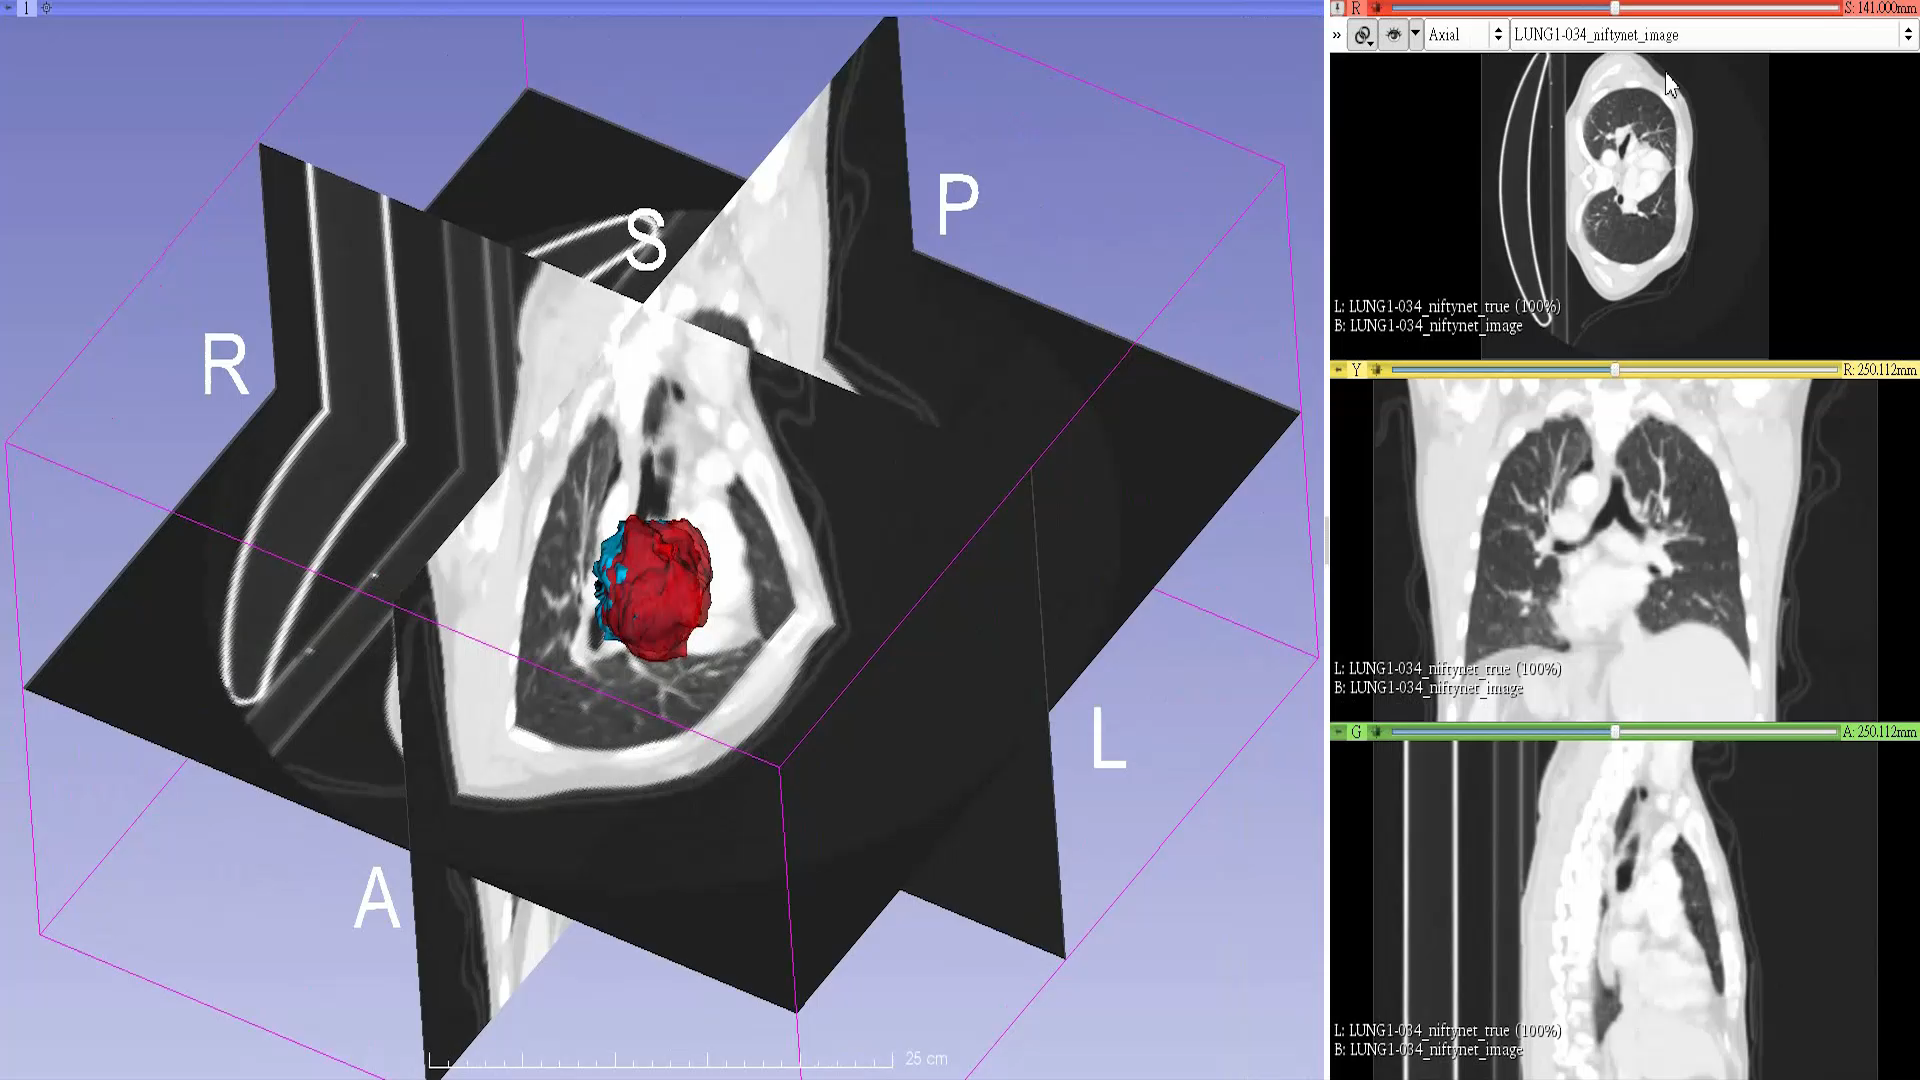 1
S
P
R
L
A
25 cm
R
S: 141.000mm
»
Axial
LUNG1-034_niftynet_image
L: LUNG1-034_niftynet_true (100%)
B: LUNG1-034_niftynet_image
Y
R: 250.112mm
L: LUNG1-034_niftynet_true (100%)
B: LUNG1-034_niftynet_image
G
A: 250.112mm
L: LUNG1-034_niftynet_true (100%)
B: LUNG1-034_niftynet_image